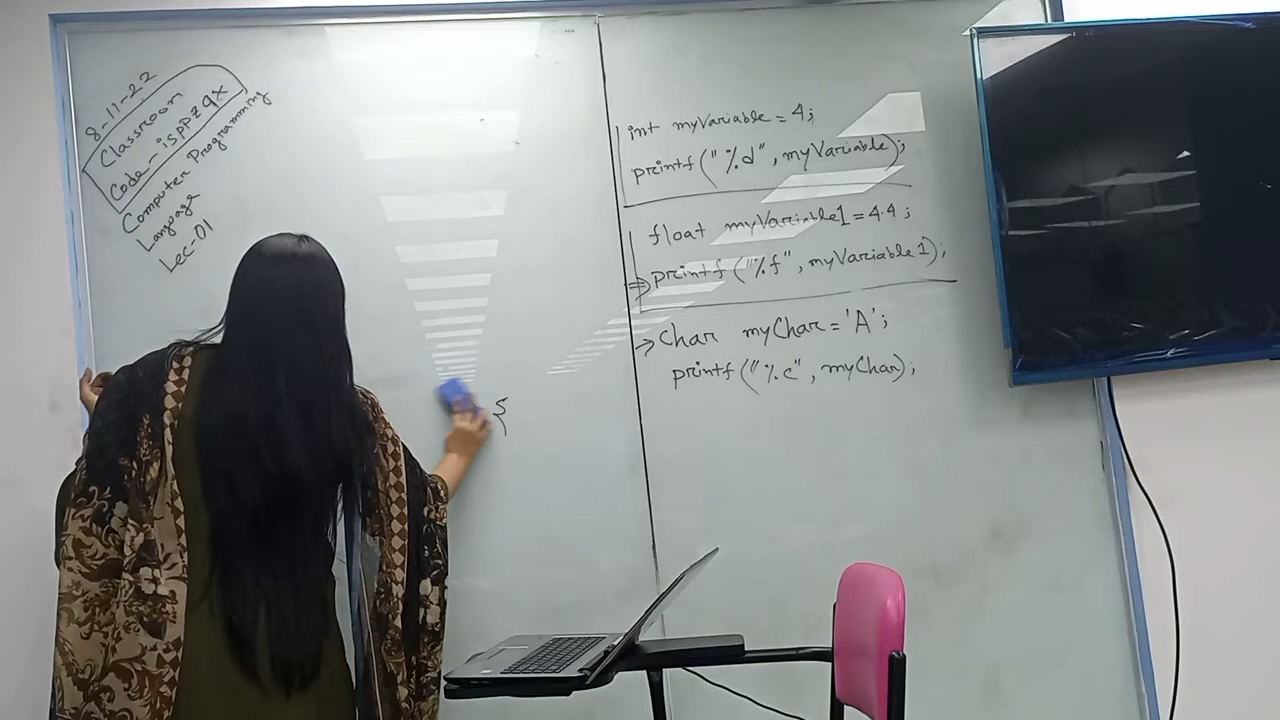 8-11-22
Classroom
Code- isppzqx
Computer Programming
Language
Lec-01
int myVariable = 4;
printf("%d", myVariable);
float myVariable1 = 4.4;
⇒ printf("%f", myVariable1);
→ Char myChar = 'A';
printf("%c", myChar);
{